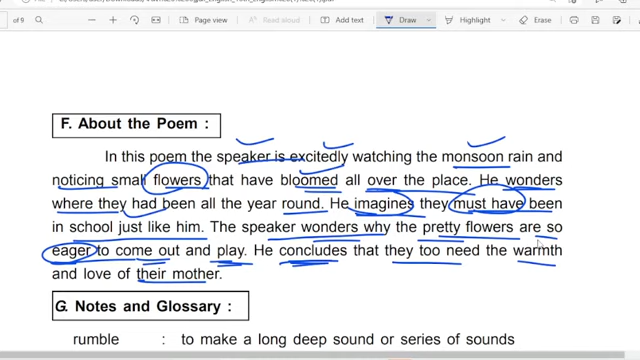 of 9
Page view
Read aloud
Add text
Draw
Highlight
Erase
F. About the Poem :
In this poem the speaker is excitedly watching the monsoon rain and
noticing small flowers that have bloomed all over the place. He wonders
where they had been all the year round. He imagines they must have been
in school just like him. The speaker wonders why the pretty flowers are so
eager to come out and play. He concludes that they too need the warmth
and love of their mother.
G. Notes and Glossary :
rumble : to make a long deep sound or series of sounds